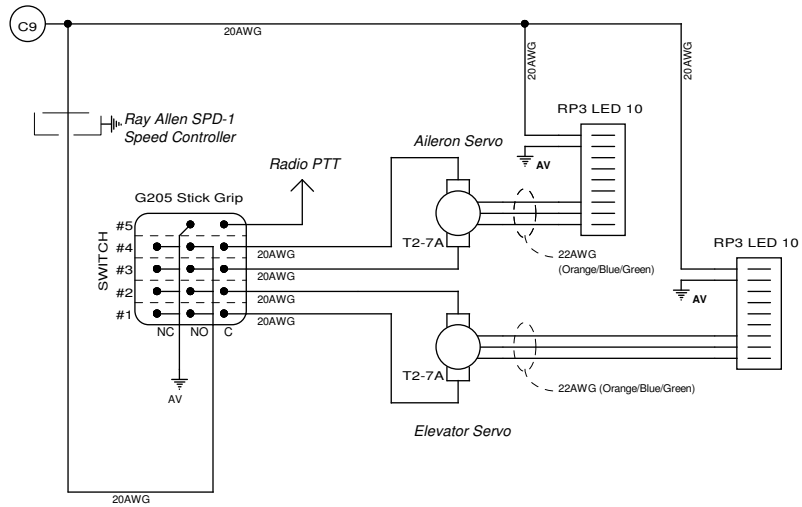 C9
20AWG
20AWG
20AWG
RP3 LED 10
Ray Allen SPD-1
Speed Controller
Aileron Servo
Radio PTT
AV
G205 Stick Grip
SWITCH
#5
#4
#3
#2
#1
NC
NO
C
20AWG
20AWG
20AWG
20AWG
T2-7A
22AWG
(Orange/Blue/Green)
RP3 LED 10
AV
T2-7A
22AWG (Orange/Blue/Green)
AV
Elevator Servo
20AWG